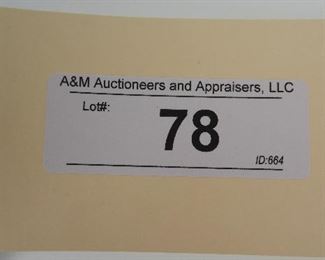 A&M Auctioneers and Appraisers, LLC
Lot#: 78
ID:664